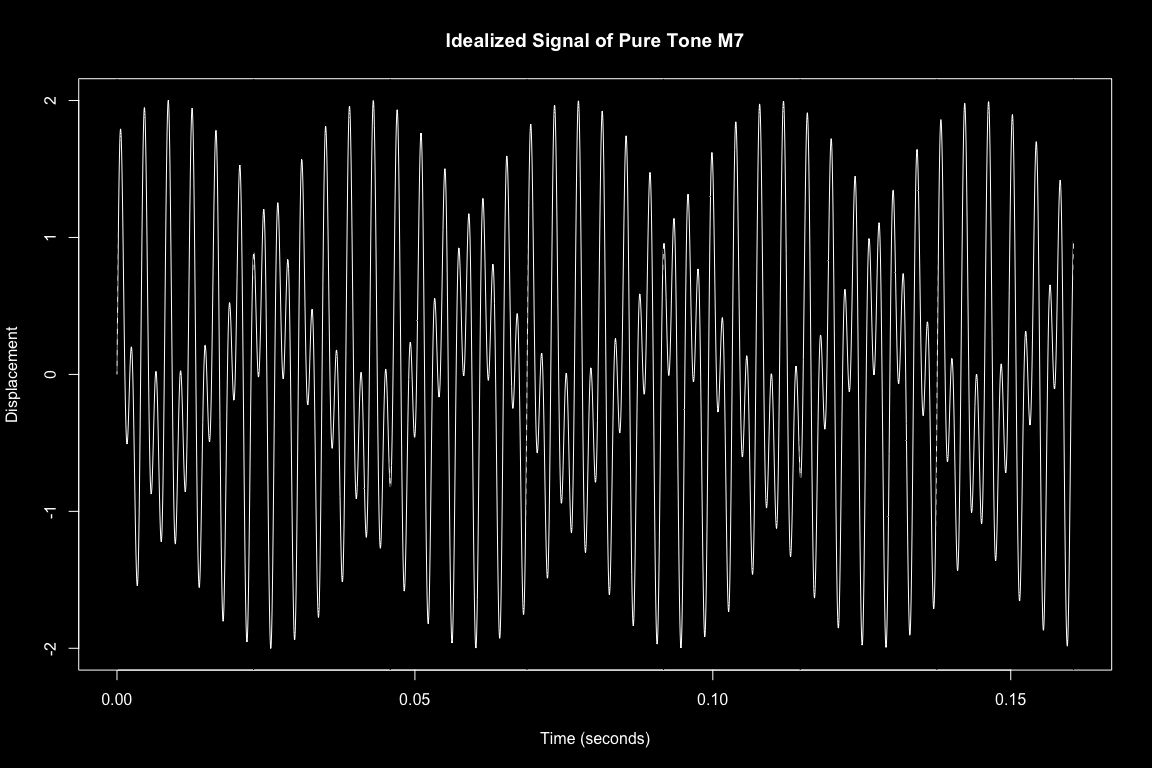 Idealized Signal of Pure Tone M7
2
1
0
-1
-2
Displacement
0.00 0.05 0.10 0.15
Time (seconds)